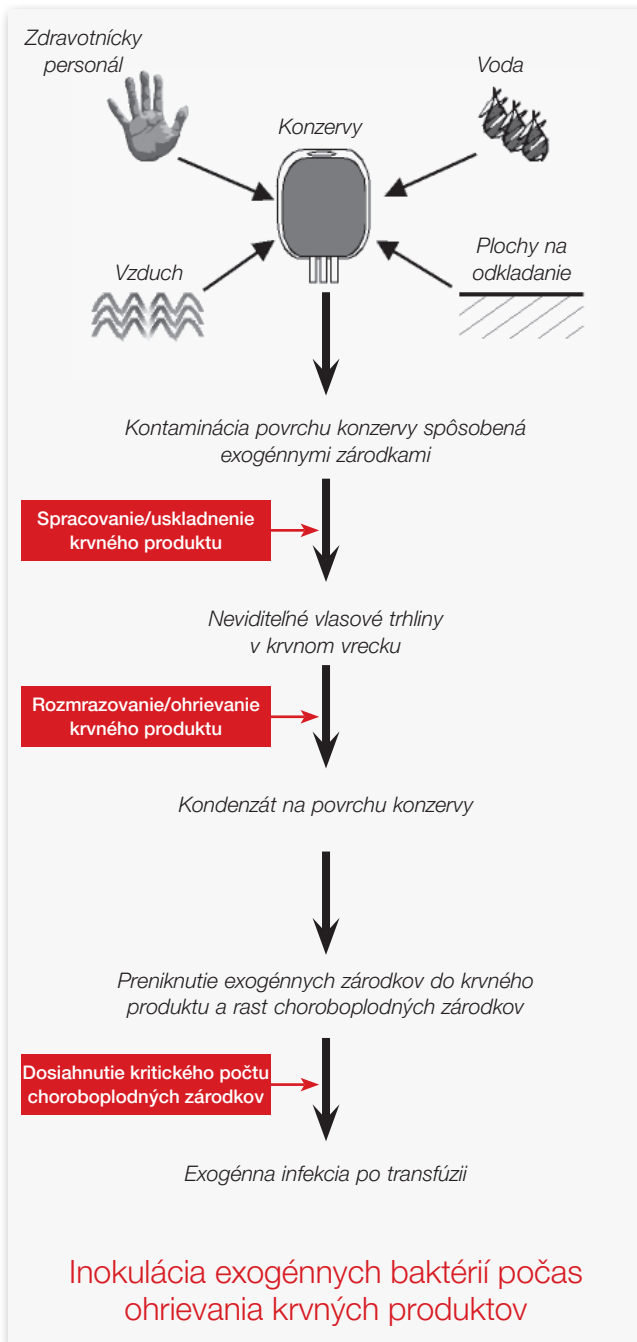 Zdravotnícky
personál
Voda
Konzervy
Vzduch
Plochy na
odkladanie
Kontaminácia povrchu konzervy spôsobená
exogénnymi zárodkami
Spracovanie/uskladnenie
krvného produktu
Neviditeľné vlasové trhliny
v krvnom vrecku
Rozmrazovanie/ohrievanie
krvného produktu
Kondenzát na povrchu konzervy
Preniknutie exogénnych zárodkov do krvného
produktu a rast choroboplodných zárodkov
Dosiahnutie kritického počtu
choroboplodných zárodkov
Exogénna infekcia po transfúzii
Inokulácia exogénnych baktérií počas
ohrievania krvných produktov